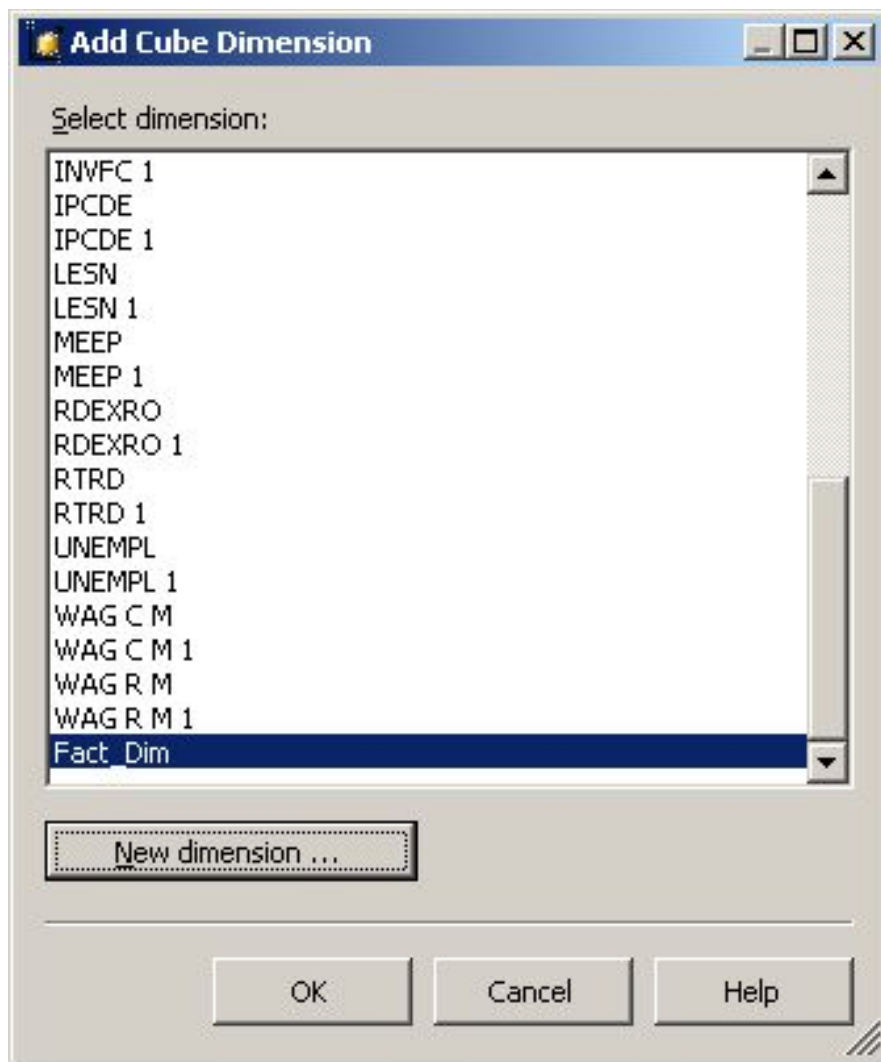 Add Cube Dimension
Select dimension:
INVFC 1
IPCDE
IPCDE 1
LESN
LESN 1
MEEP
MEEP 1
RDEXRO
RDEXRO 1
RTRD
RTRD 1
UNEMPL
UNEMPL 1
WAG C M
WAG C M 1
WAG R M
WAG R M 1
Fact_Dim
New dimension ...
OK Cancel Help